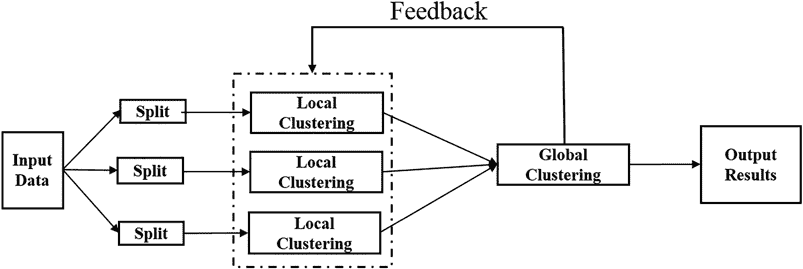 Feedback
Input
Data
Split
Split
Split
Local
Clustering
Local
Clustering
Local
Clustering
Global
Clustering
Output
Results